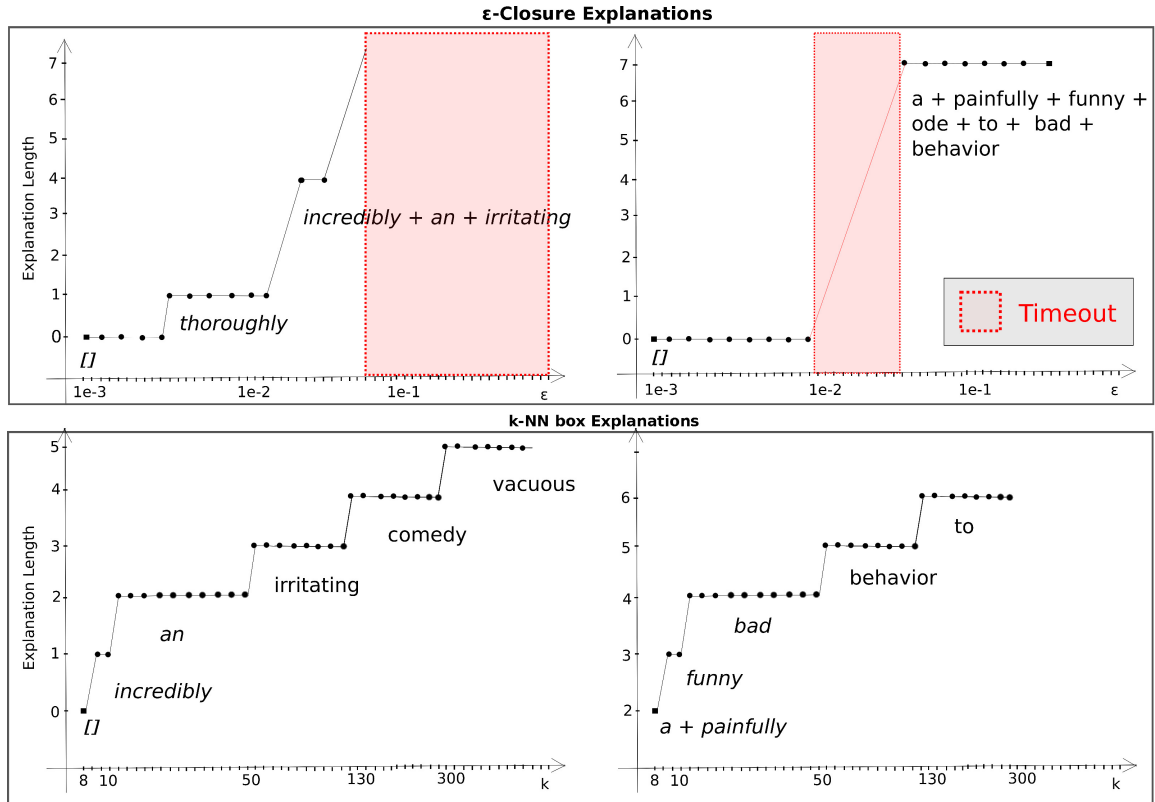 ε-Closure Explanations
Explanation Length
7
6
5
4
3
2
1
0
[]
thoroughly
incredibly + an + irritating
1e-3
1e-2
1e-1
ε
7
6
5
4
3
2
1
0
[]
a + painfully + funny +
ode + to + bad +
behavior
Timeout
1e-3
1e-2
1e-1
ε
k-NN box Explanations
Explanation Length
5
4
3
2
1
0
[]
incredibly
an
irritating
comedy
vacuous
8
10
50
130
300
k
6
5
4
3
2
a + painfully
funny
bad
behavior
to
8
10
50
130
300
k